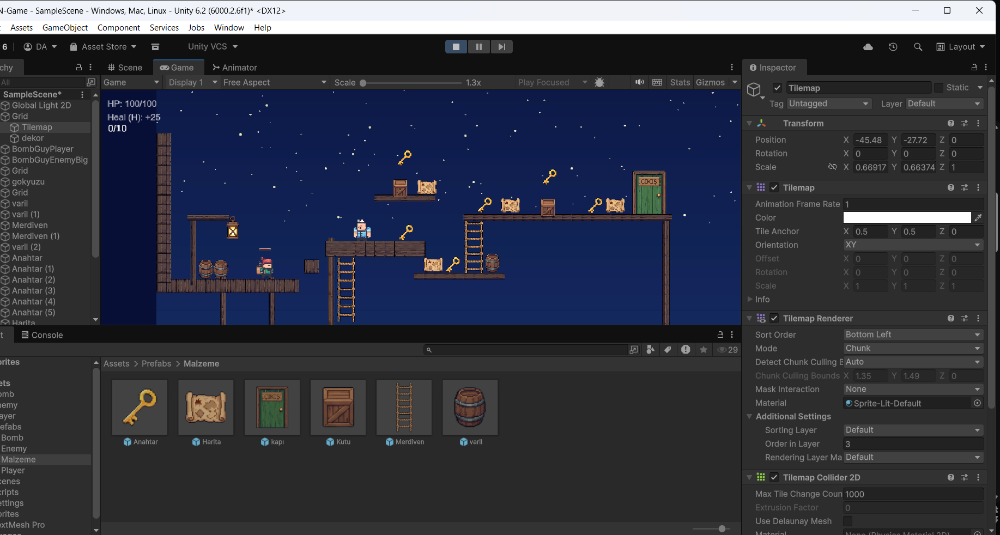 N-Game - SampleScene - Windows, Mac, Linux - Unity 6.2 (6000.2.6f1)* <DX12>
Assets GameObject Component Services Jobs Window Help
6 DA Asset Store Unity VCS Layout
chy Scene Game Animator Inspector
All Game Display 1 Free Aspect Scale 1.3x Play Focused Stats Gizmos
SampleScene*
Global Light 2D
Grid
Tilemap
dekor
BombGuyPlayer
BombGuyEnemyBig
Grid
gokyuzu
Grid
varil
varil (1)
Merdiven
Merdiven (1)
varil (2)
Anahtar
Anahtar (1)
Anahtar (2)
Anahtar (3)
Anahtar (4)
Anahtar (5)
Harita
HP: 100/100
Heal (H): +25
0/10
CIKIS
Tilemap Static
Tag Untagged Layer Default
Transform
Position X -45.48 Y -27.72 Z 0
Rotation X 0 Y 0 Z 0
Scale X 0.66917 Y 0.66374 Z 1
Tilemap
Animation Frame Rate 1
Color
Tile Anchor X 0.5 Y 0.5 Z 0
Orientation XY
Offset X 0 Y 0 Z 0
Rotation X 0 Y 0 Z 0
Scale X 1 Y 1 Z 1
Info
Tilemap Renderer
Sort Order Bottom Left
Mode Chunk
Detect Chunk Culling B Auto
Chunk Culling Bounds X 1.35 Y 1.49 Z 0
Mask Interaction None
Material Sprite-Lit-Default
Additional Settings
Sorting Layer Default
Order in Layer 3
Rendering Layer Ma Default
Tilemap Collider 2D
Max Tile Change Coun 1000
Extrusion Factor 0
Use Delaunay Mesh
Material None (Physics Material 2D)
t Console
29
Assets > Prefabs > Malzeme
orites
ets
omb
nemy
ayer
efabs
Bomb
Enemy
Malzeme
Player
cenes
cripts
ettings
orites
extMesh Pro
CIKIS
Anahtar Harita kapı Kutu Merdiven varil